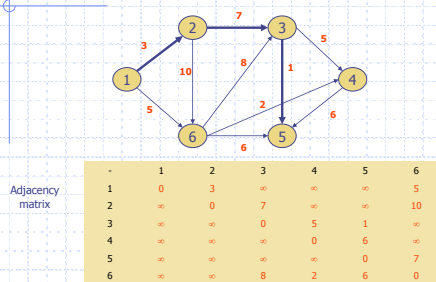 7
2
3
3
5
10
8
1
1
4
2
5
6
6
5
6
- 1 2 3 4 5 6
1 0 3 ∞ ∞ ∞ 5
2 ∞ 0 7 ∞ ∞ 10
3 ∞ ∞ 0 5 1 ∞
4 ∞ ∞ ∞ 0 6 ∞
5 ∞ ∞ ∞ ∞ 0 7
6 ∞ ∞ 8 2 6 0
Adjacency
matrix